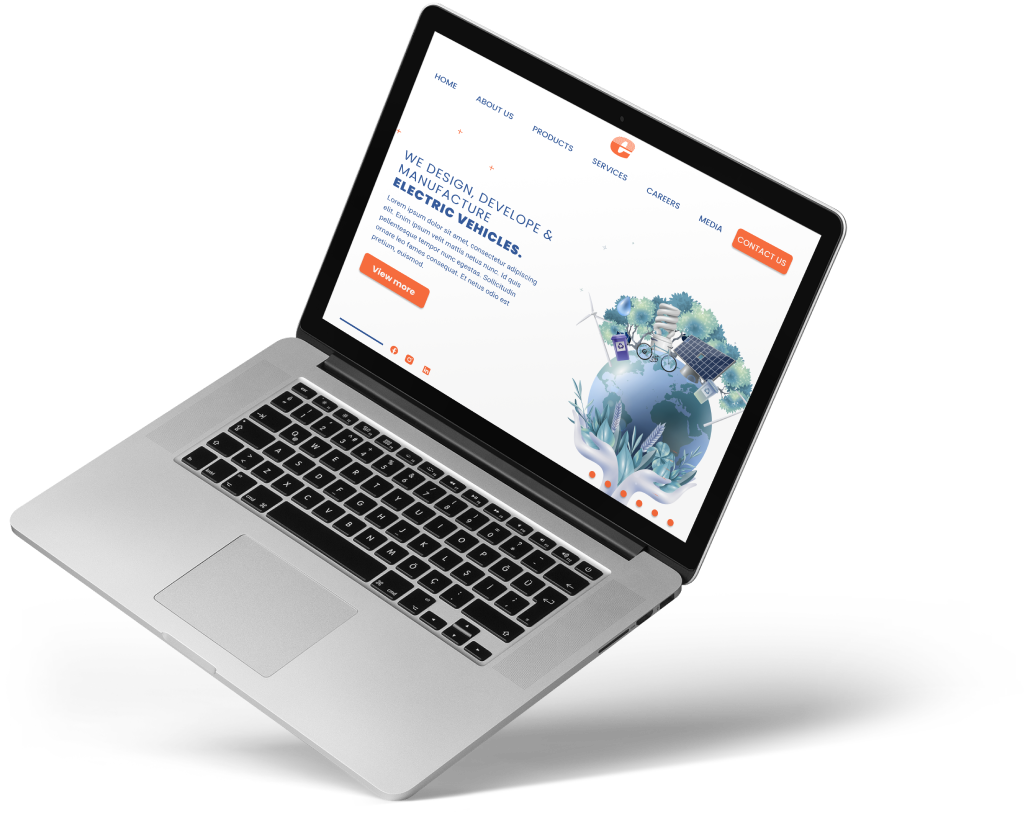 HOME
ABOUT US
PRODUCTS
SERVICES
CAREERS
MEDIA
CONTACT US
WE DESIGN, DEVELOPE &
MANUFACTURE
ELECTRIC VEHICLES.
Lorem ipsum dolor sit amet, consectetur adipiscing
elit. Enim ipsum velit mattis netus nunc. Id quis
pellentesque tempor nunc egestas. Sollicitudin
ornare leo fames consequat. Et netus odio est
pretium, euismod.
View more
Q W E R T Y U I O P Ğ Ü
A S D F G H J K L Ş İ
Z X C V B N M Ö Ç